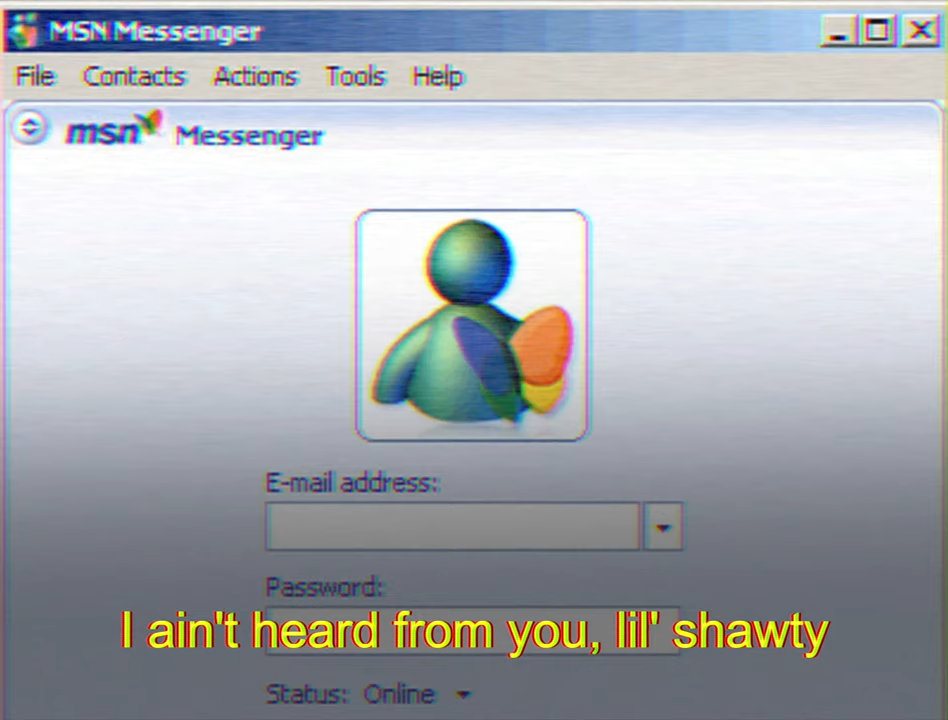 MSN Messenger
File Contacts Actions Tools Help
msn Messenger
E-mail address:
Password:
I ain't heard from you, lil' shawty
Status: Online